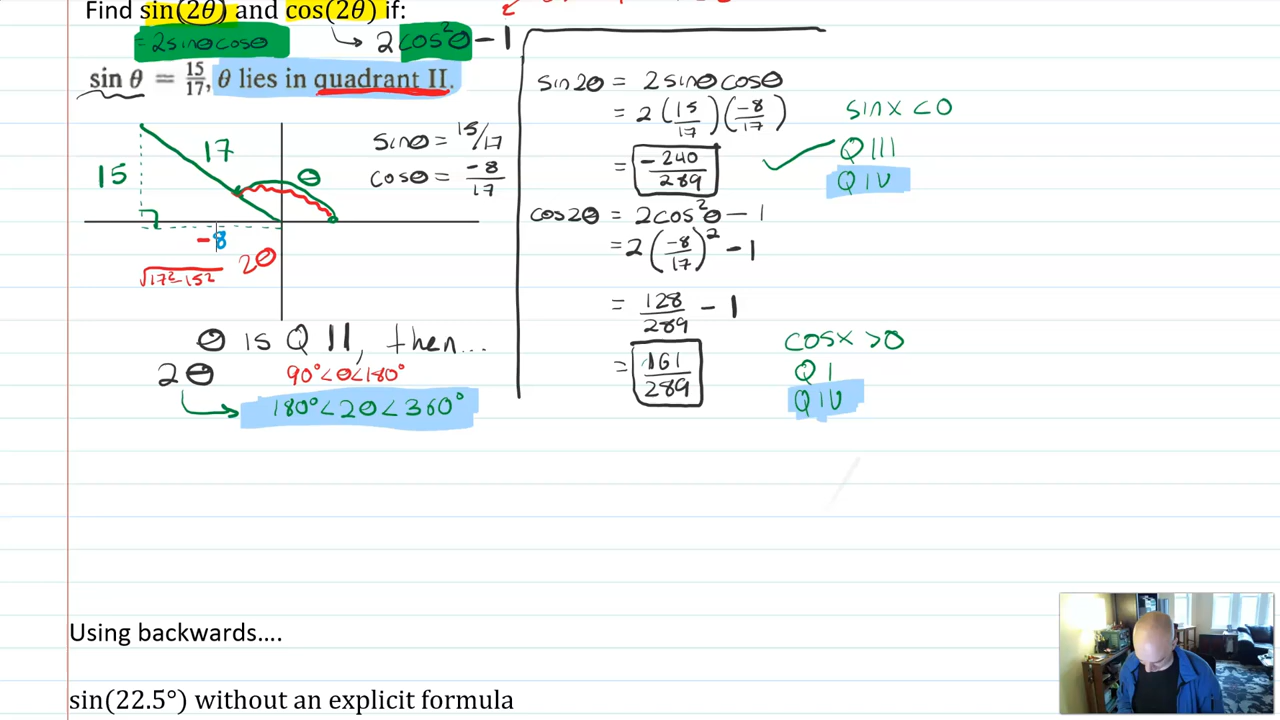 Find sin(2θ) and cos(2θ) if:
= 2sinθcosθ
2cos²θ - 1
sin θ = 15/17, θ lies in quadrant II.
17
15
θ
-8
√17²-15²
2θ
sinθ = 15/17
cosθ = -8/17
θ is Q II, then...
2θ
90°<θ<180°
180°<2θ<360°
sin2θ = 2sinθcosθ
= 2(15/17)(-8/17)
= -240/289
cos2θ = 2cos²θ - 1
= 2(-8/17)² - 1
= 128/289 - 1
= 161/289
sinx < 0
Q III
Q IV
cosx > 0
Q I
Q IV
Using backwards....
sin(22.5°) without an explicit formula